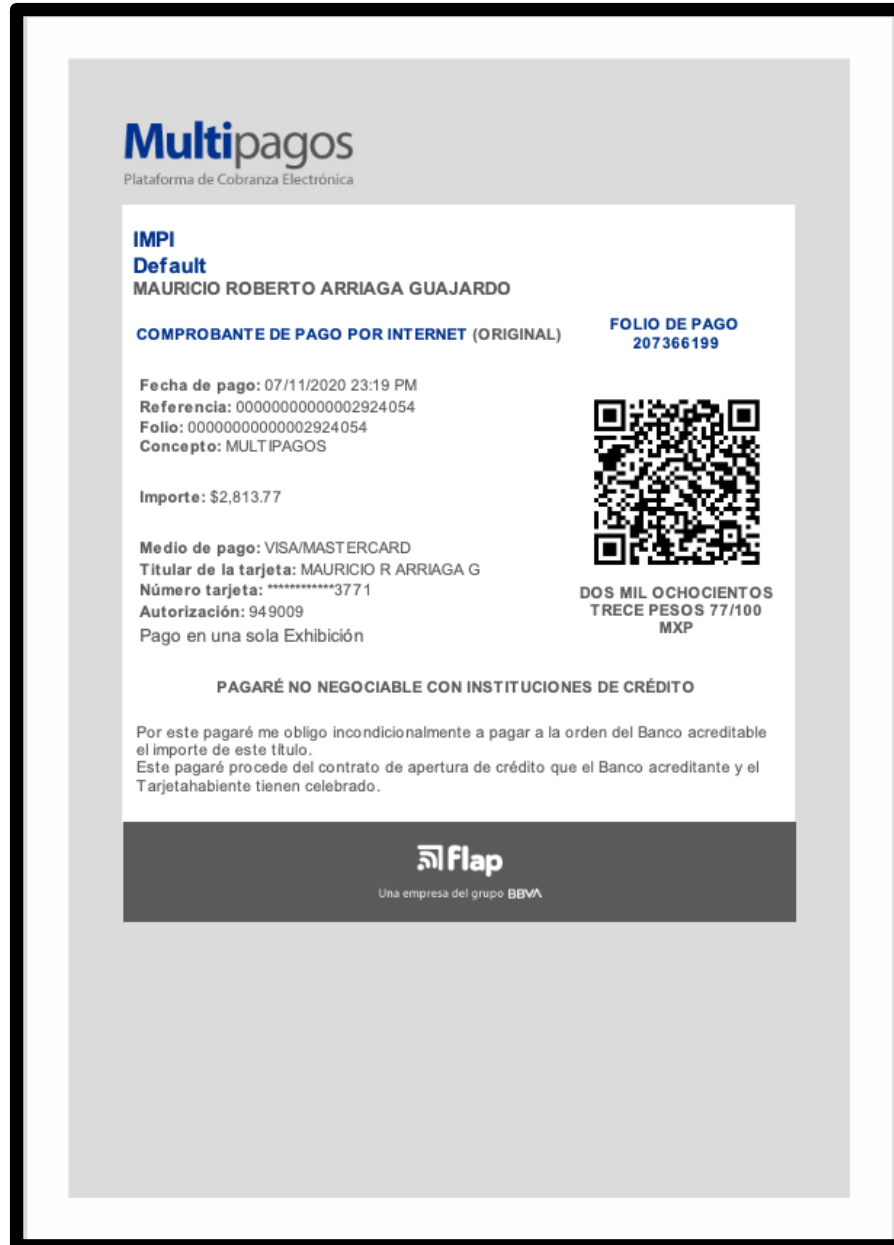 Multipagos
Plataforma de Cobranza Electrónica
IMPI
Default
MAURICIO ROBERTO ARRIAGA GUAJARDO
COMPROBANTE DE PAGO POR INTERNET (ORIGINAL)
FOLIO DE PAGO
207366199
Fecha de pago: 07/11/2020 23:19 PM
Referencia: 00000000000002924054
Folio: 00000000000002924054
Concepto: MULTIPAGOS
Importe: $2,813.77
Medio de pago: VISA/MASTERCARD
Titular de la tarjeta: MAURICIO R ARRIAGA G
Número tarjeta: ************3771
Autorización: 949009
Pago en una sola Exhibición
DOS MIL OCHOCIENTOS
TRECE PESOS 77/100
MXP
PAGARÉ NO NEGOCIABLE CON INSTITUCIONES DE CRÉDITO
Por este pagaré me obligo incondicionalmente a pagar a la orden del Banco acreditable
el importe de este título.
Este pagaré procede del contrato de apertura de crédito que el Banco acreditante y el
Tarjetahabiente tienen celebrado.
flap
Una empresa del grupo BBVA